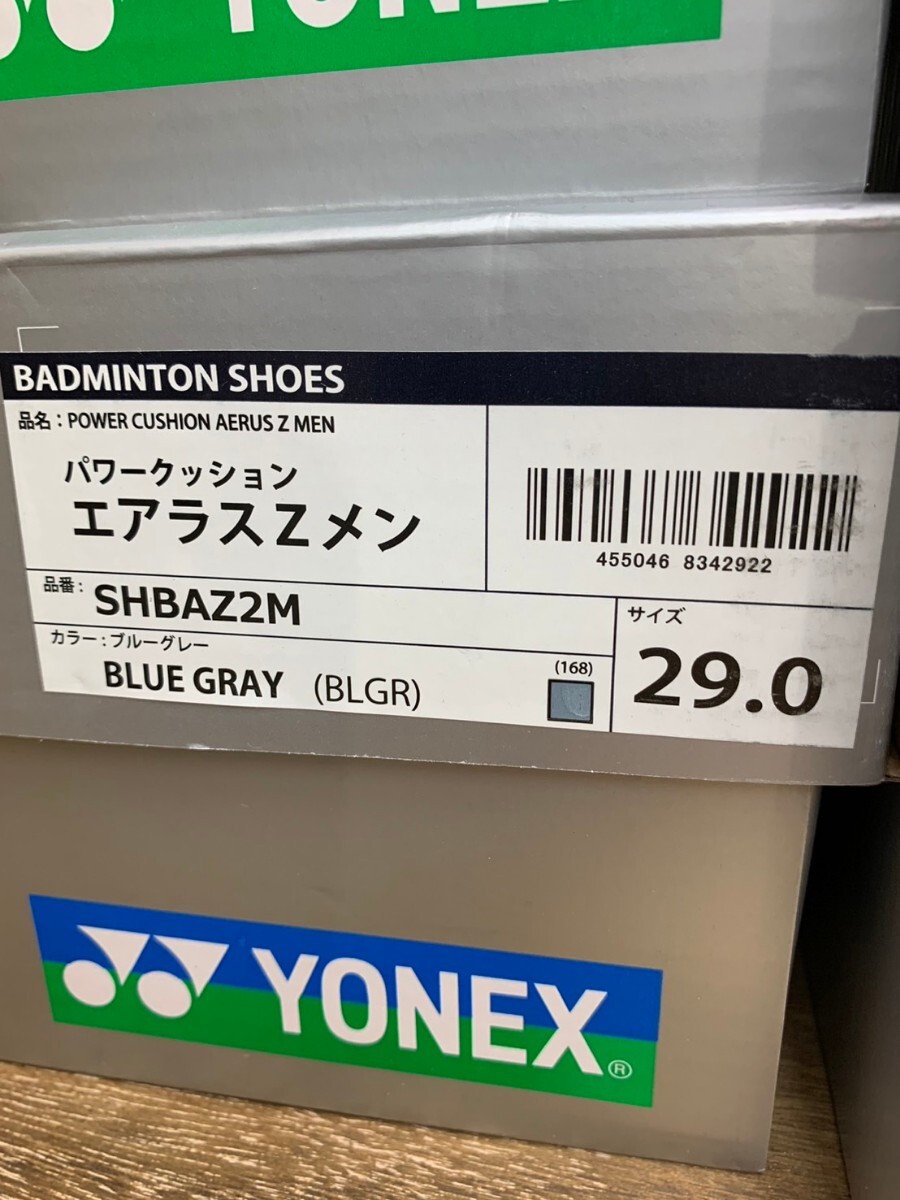 YONEX
BADMINTON SHOES
品名：POWER CUSHION AERUS Z MEN
パワークッション
エアラスZメン
455046 8342922
品番：
SHBAZ2M
カラー：ブルーグレー
BLUE GRAY (BLGR)
(168)
サイズ
29.0
YONEX®